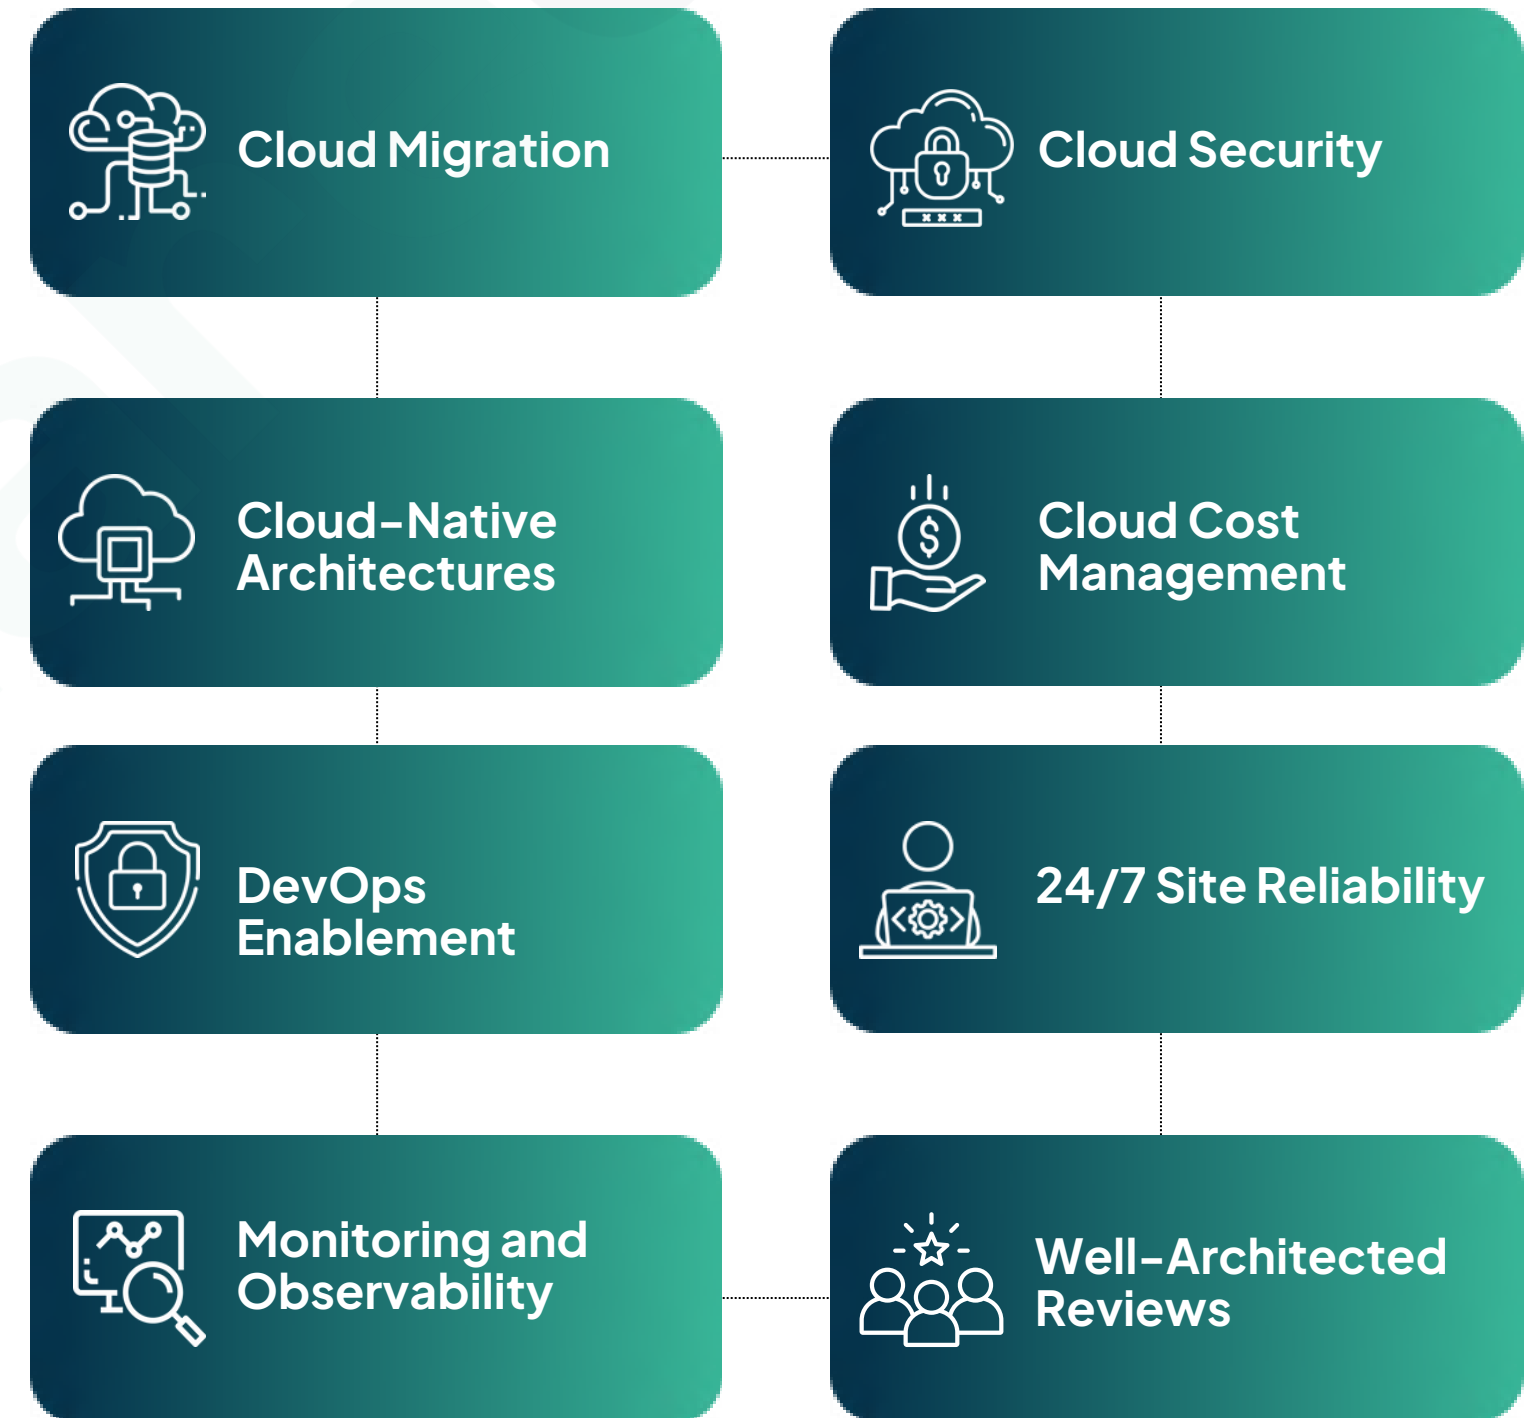 Cloud Migration
Cloud Security
Cloud-Native
Architectures
Cloud Cost
Management
DevOps
Enablement
24/7 Site Reliability
Monitoring and
Observability
Well-Architected
Reviews